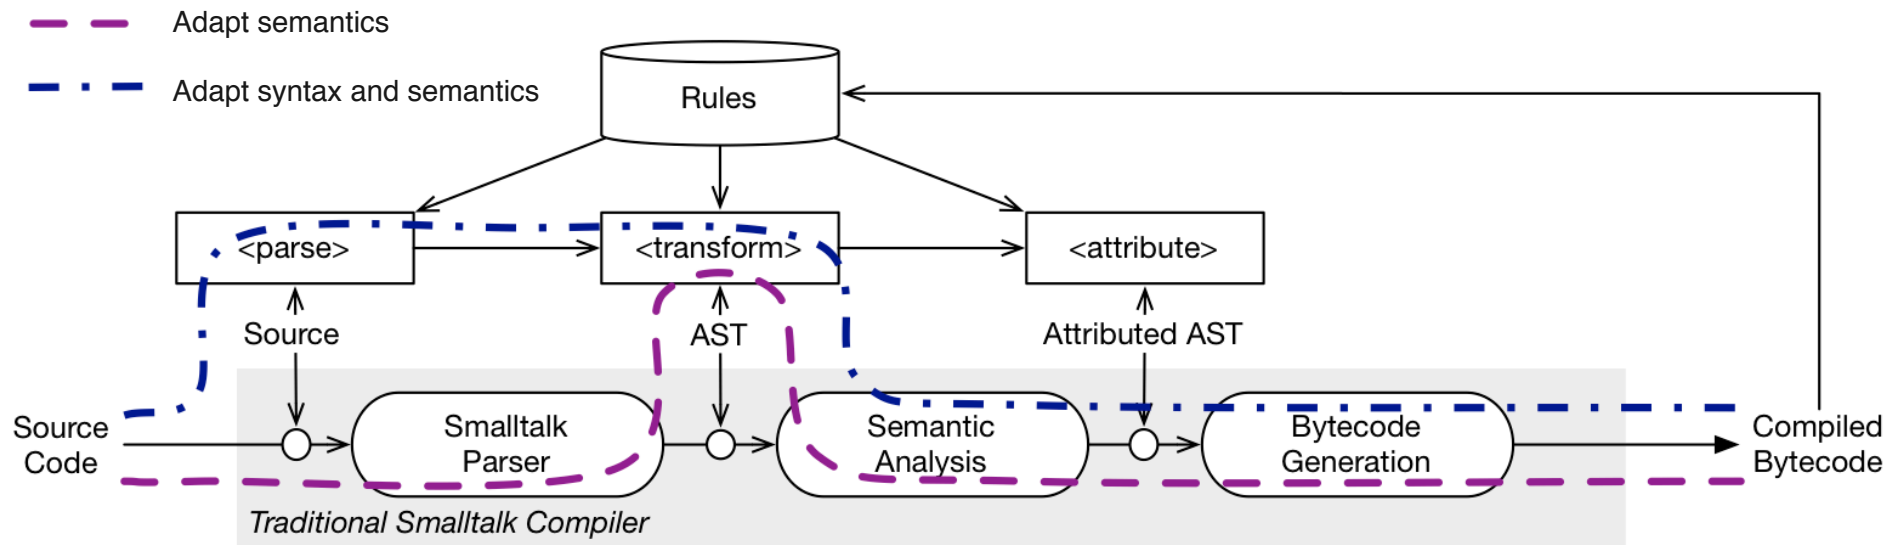 Adapt semantics
Adapt syntax and semantics
Rules
<parse>
<transform>
<attribute>
Source
AST
Attributed AST
Source
Code
Smalltalk
Parser
Semantic
Analysis
Bytecode
Generation
Compiled
Bytecode
Traditional Smalltalk Compiler